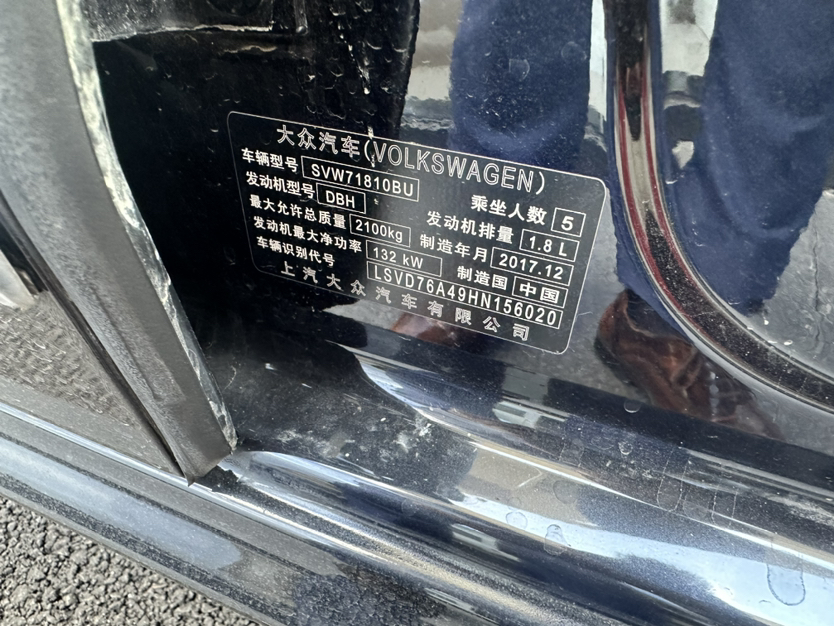 大众汽车(VOLKSWAGEN)
车辆型号 SVW71810BU 乘坐人数 5
发动机型号 DBH 发动机排量 1.8 L
最大允许总质量 2100kg 制造年月 2017.12
发动机最大净功率 132 kW 制造国 中国
车辆识别代号 LSVD76A49HN156020
上汽大众汽车有限公司